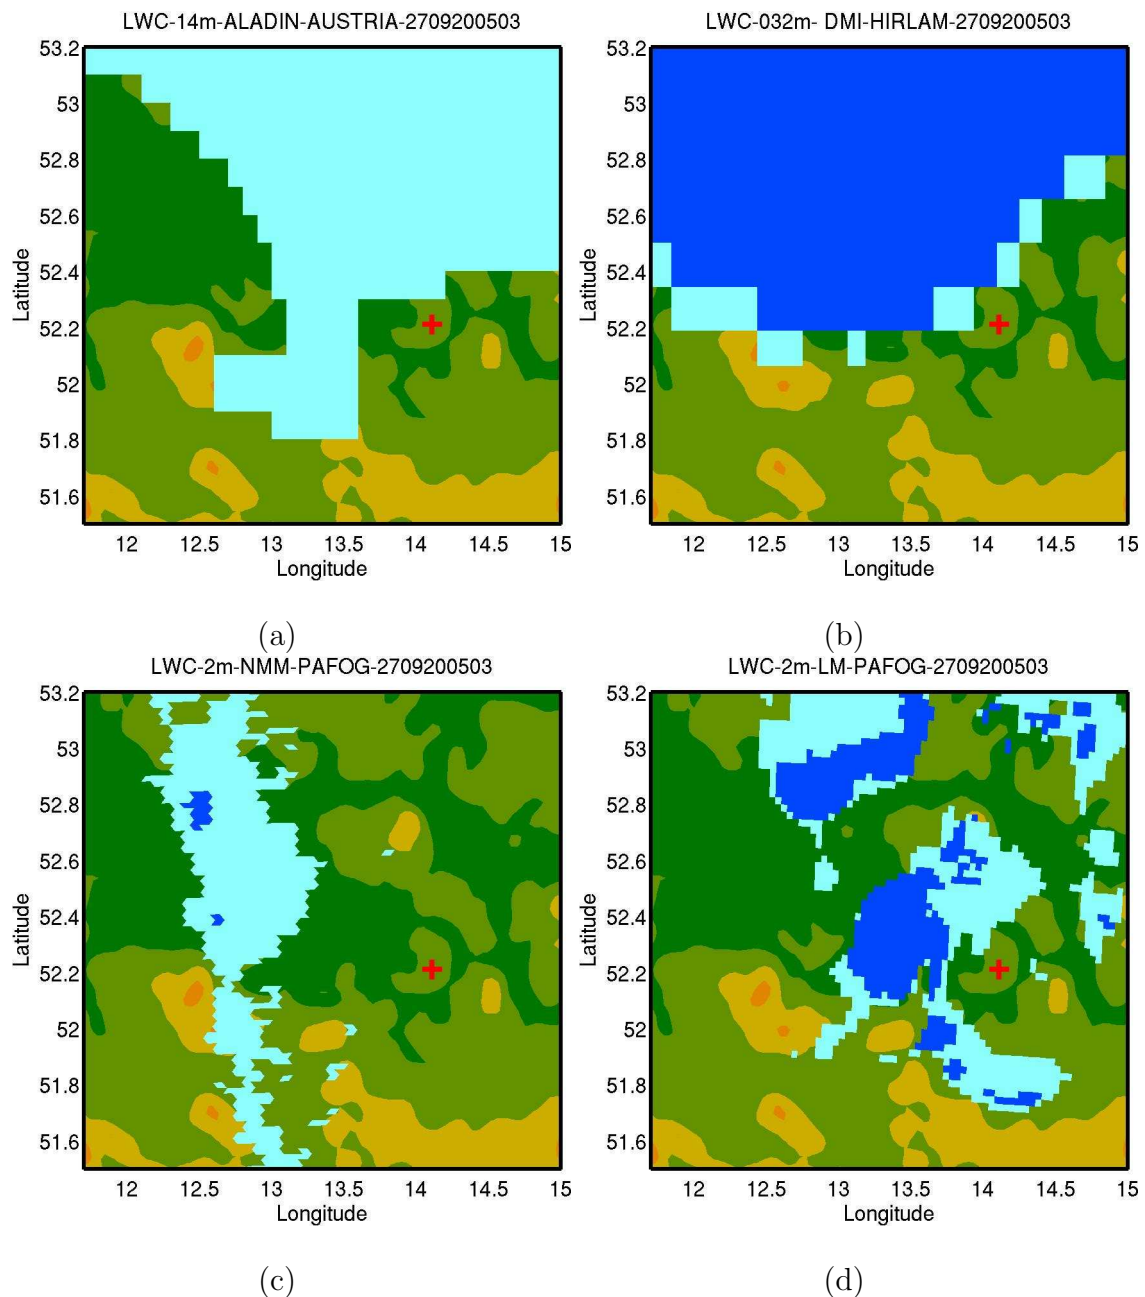 LWC-14m-ALADIN-AUSTRIA-2709200503
53.2
53
52.8
52.6
52.4
52.2
52
51.8
51.6
Latitude
12 12.5 13 13.5 14 14.5 15
Longitude
(a)
LWC-032m- DMI-HIRLAM-2709200503
53.2
53
52.8
52.6
52.4
52.2
52
51.8
51.6
Latitude
12 12.5 13 13.5 14 14.5 15
Longitude
(b)
LWC-2m-NMM-PAFOG-2709200503
53.2
53
52.8
52.6
52.4
52.2
52
51.8
51.6
Latitude
12 12.5 13 13.5 14 14.5 15
Longitude
(c)
LWC-2m-LM-PAFOG-2709200503
53.2
53
52.8
52.6
52.4
52.2
52
51.8
51.6
Latitude
12 12.5 13 13.5 14 14.5 15
Longitude
(d)